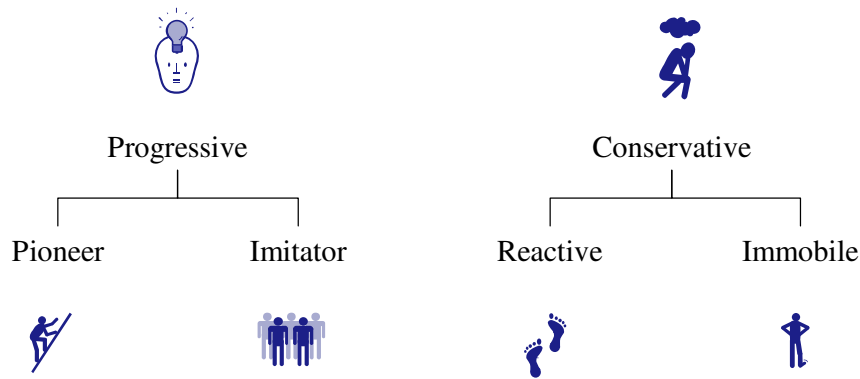 Progressive
Conservative
Pioneer
Imitator
Reactive
Immobile